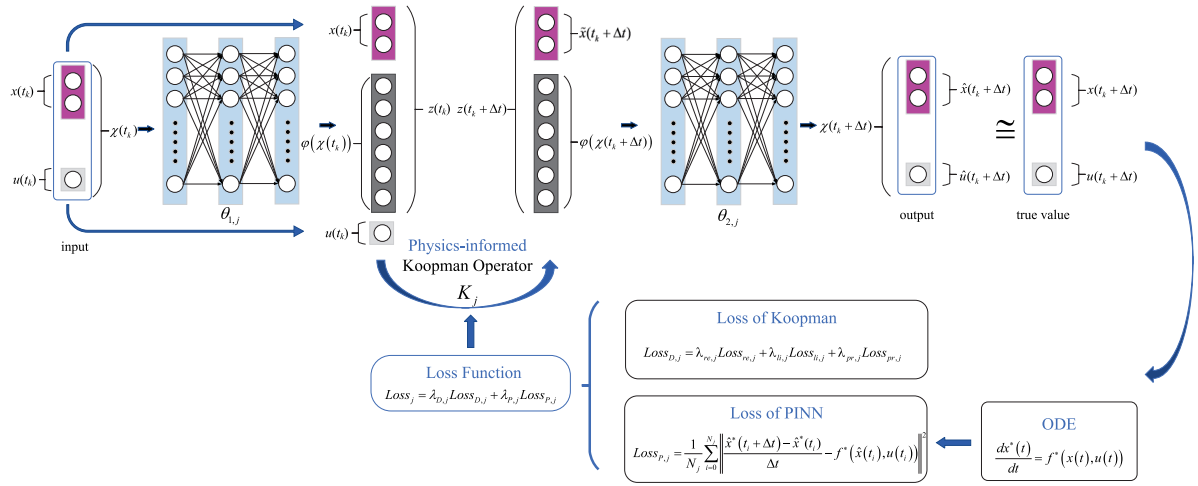 x(t_k)
u(t_k)
χ(t_k)
input
θ_{1,j}
x(t_k)
φ(χ(t_k))
u(t_k)
z(t_k)
z(t_k + Δt)
x̃(t_k + Δt)
φ(χ(t_k + Δt))
Physics-informed
Koopman Operator
K_j
θ_{2,j}
χ(t_k + Δt)
x̂(t_k + Δt)
û(t_k + Δt)
output
≅
x(t_k + Δt)
u(t_k + Δt)
true value
Loss Function
Loss_j = λ_{D,j}Loss_{D,j} + λ_{P,j}Loss_{P,j}
Loss of Koopman
Loss_{D,j} = λ_{re,j}Loss_{re,j} + λ_{li,j}Loss_{li,j} + λ_{pr,j}Loss_{pr,j}
Loss of PINN
Loss_{P,j} = \frac{1}{N_j} \sum_{i=0}^{N_j} ‖ \frac{x̂^*(t_i + Δt) − x̂^*(t_i)}{Δt} − f^*(x̂(t_i), u(t_i)) ‖^2
ODE
\frac{dx^*(t)}{dt} = f^*(x(t), u(t))